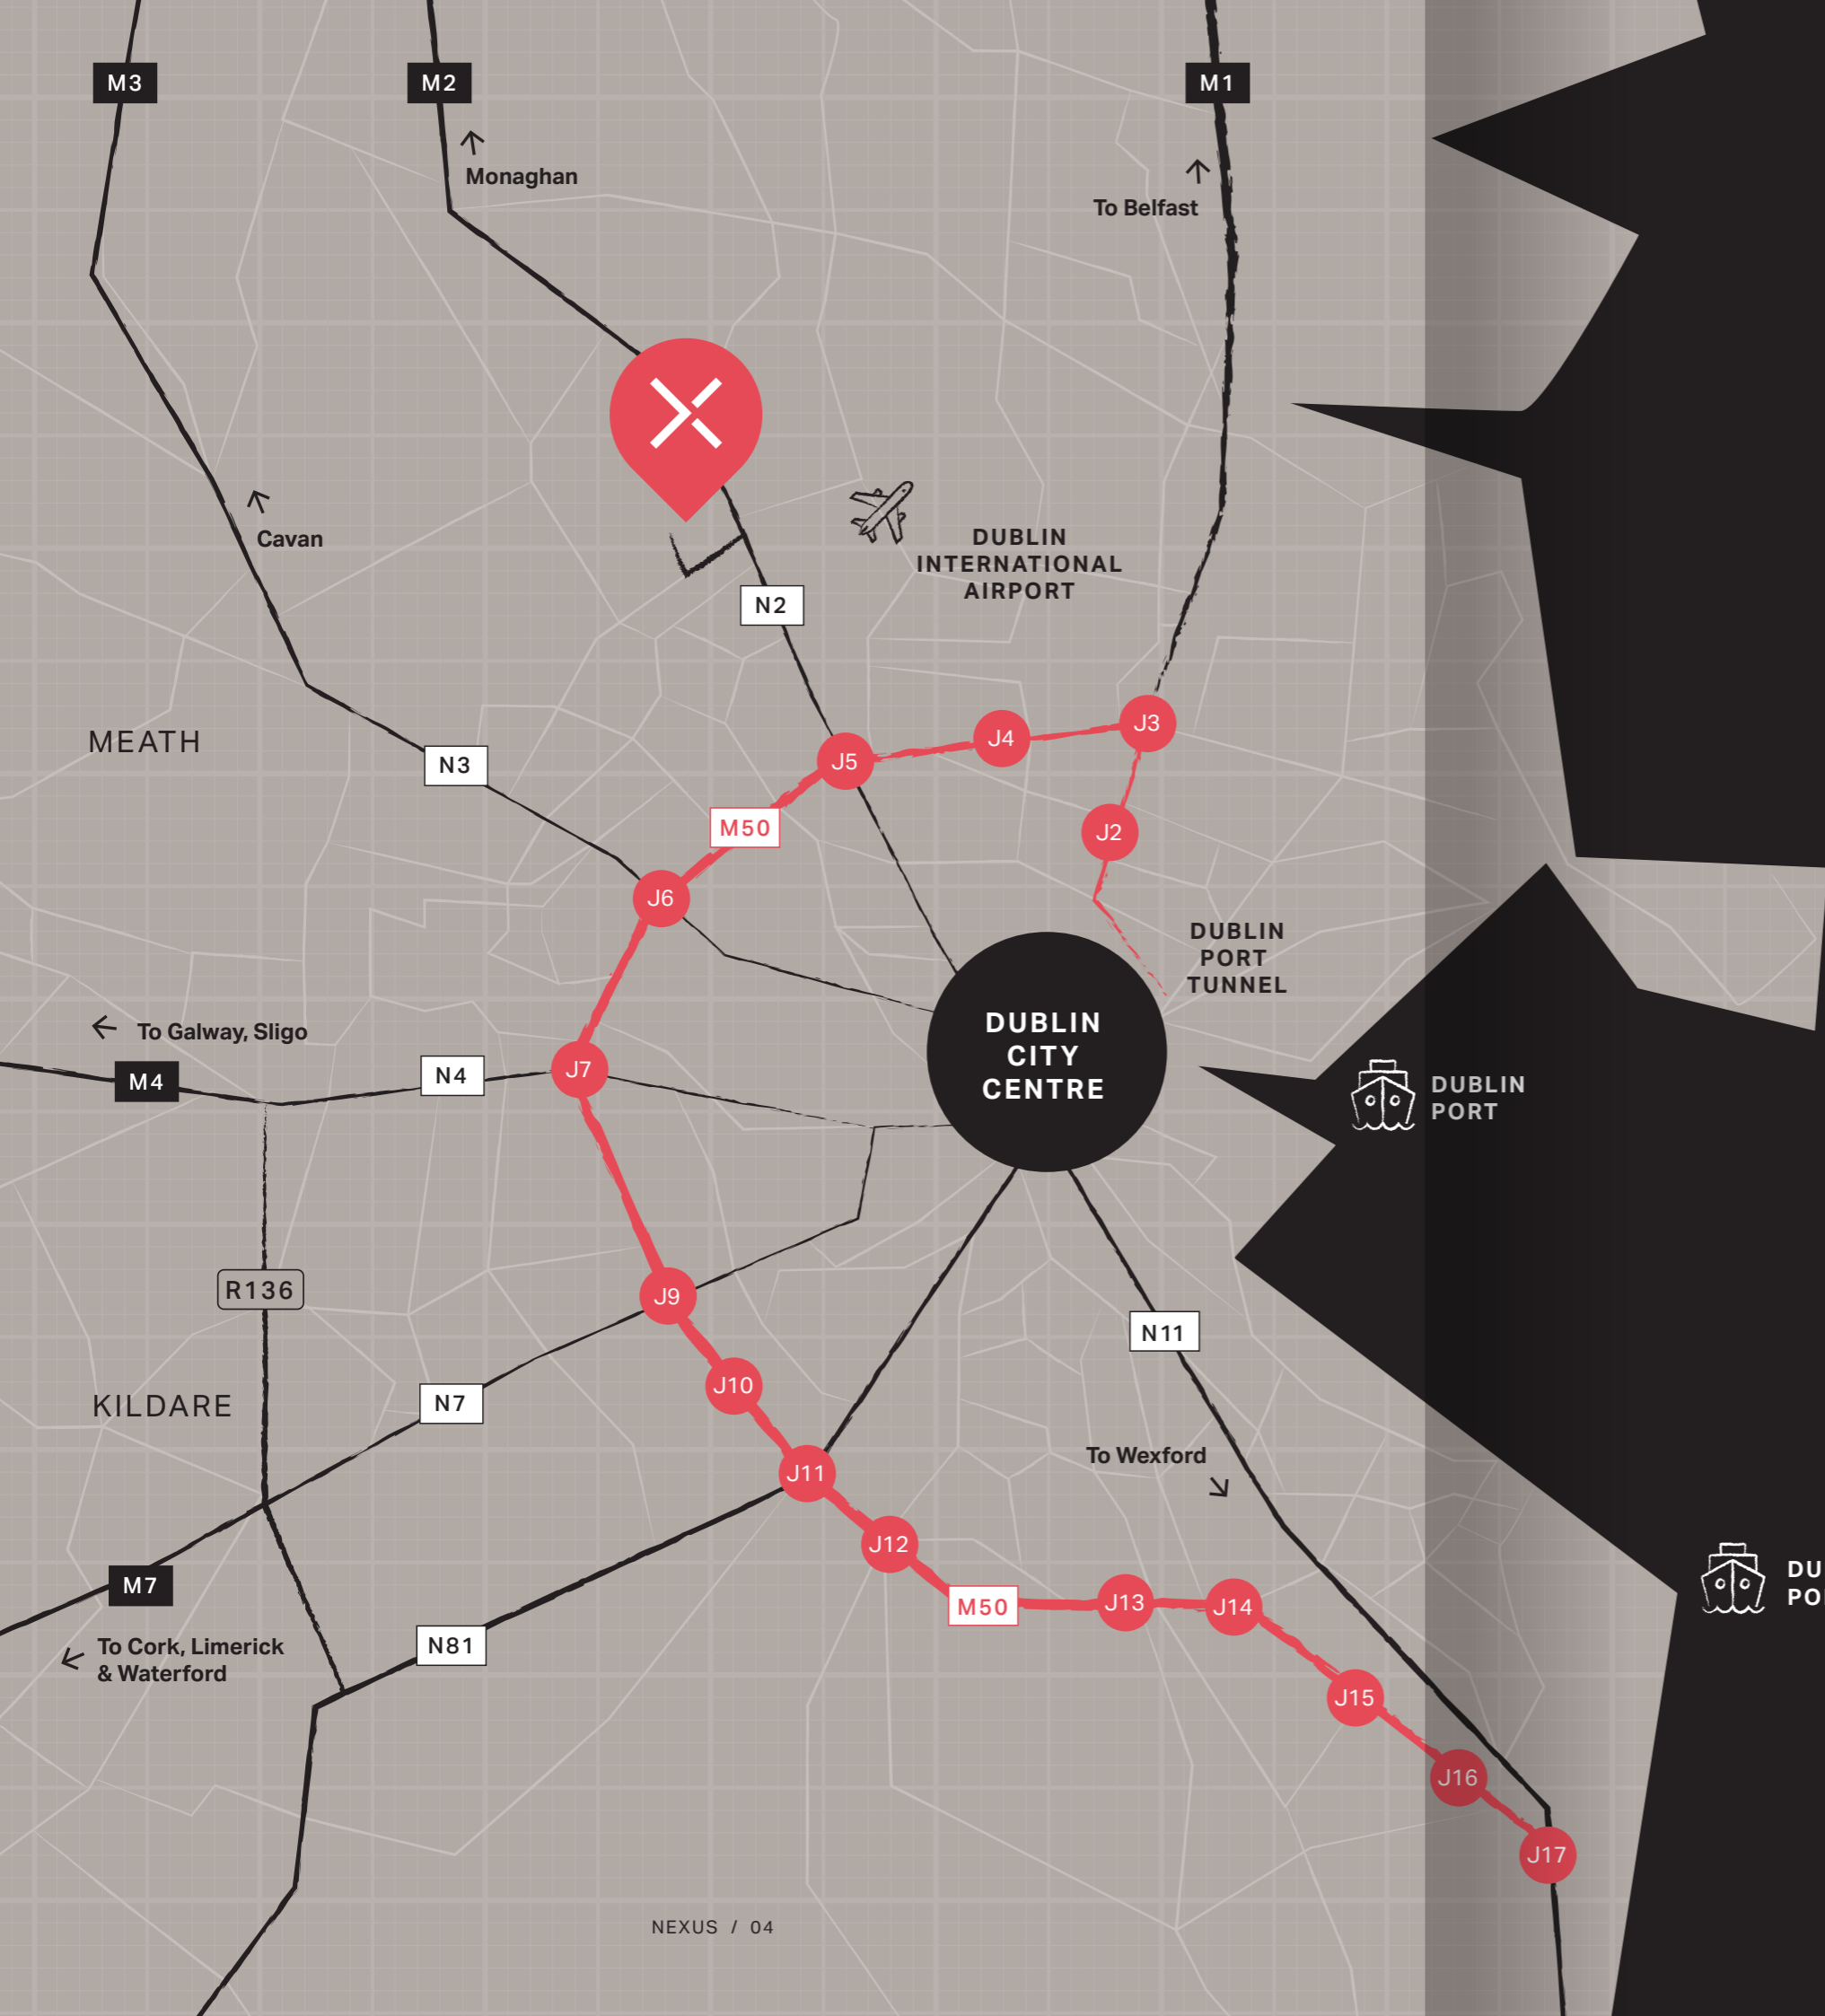 M3
M2
M1
Monaghan
To Belfast
Cavan
DUBLIN
INTERNATIONAL
AIRPORT
N2
MEATH
N3
J5
J4
J3
M50
J2
J6
DUBLIN
PORT
TUNNEL
To Galway, Sligo
M4
N4
J7
DUBLIN
CITY
CENTRE
DUBLIN
PORT
R136
J9
N11
KILDARE
N7
J10
To Wexford
J11
J12
M7
M50
J13
J14
To Cork, Limerick
& Waterford
N81
DU
PO
J15
J16
J17
NEXUS / 04